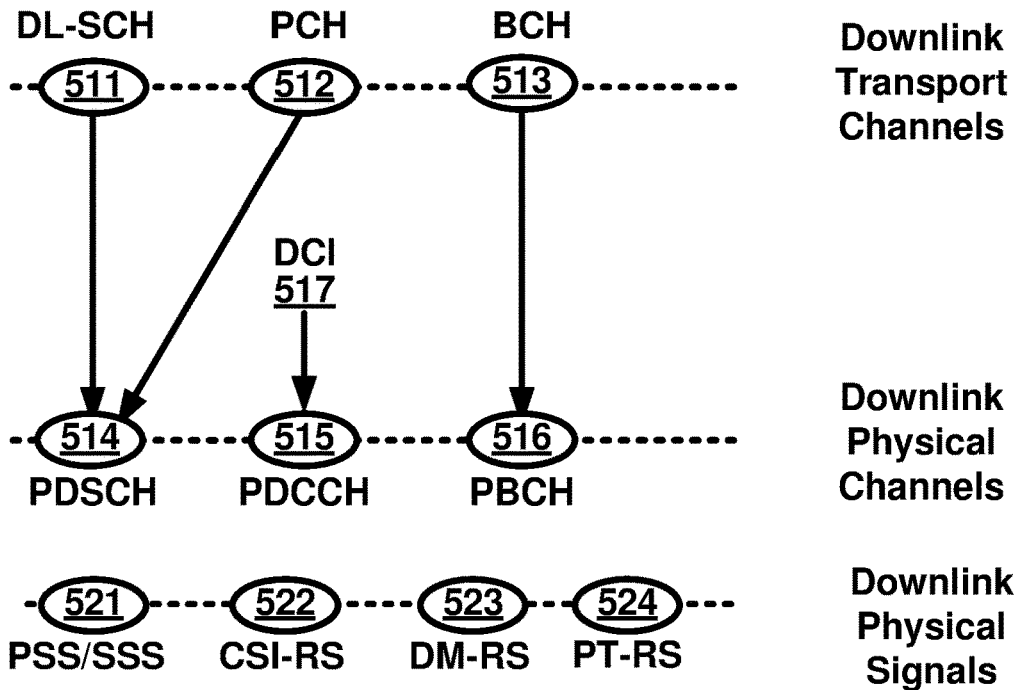 DL-SCH PCH BCH
Downlink
Transport
Channels
511 512 513
DCI
517
Downlink
Physical
Channels
514 515 516
PDSCH PDCCH PBCH
Downlink
Physical
Signals
521 522 523 524
PSS/SSS CSI-RS DM-RS PT-RS